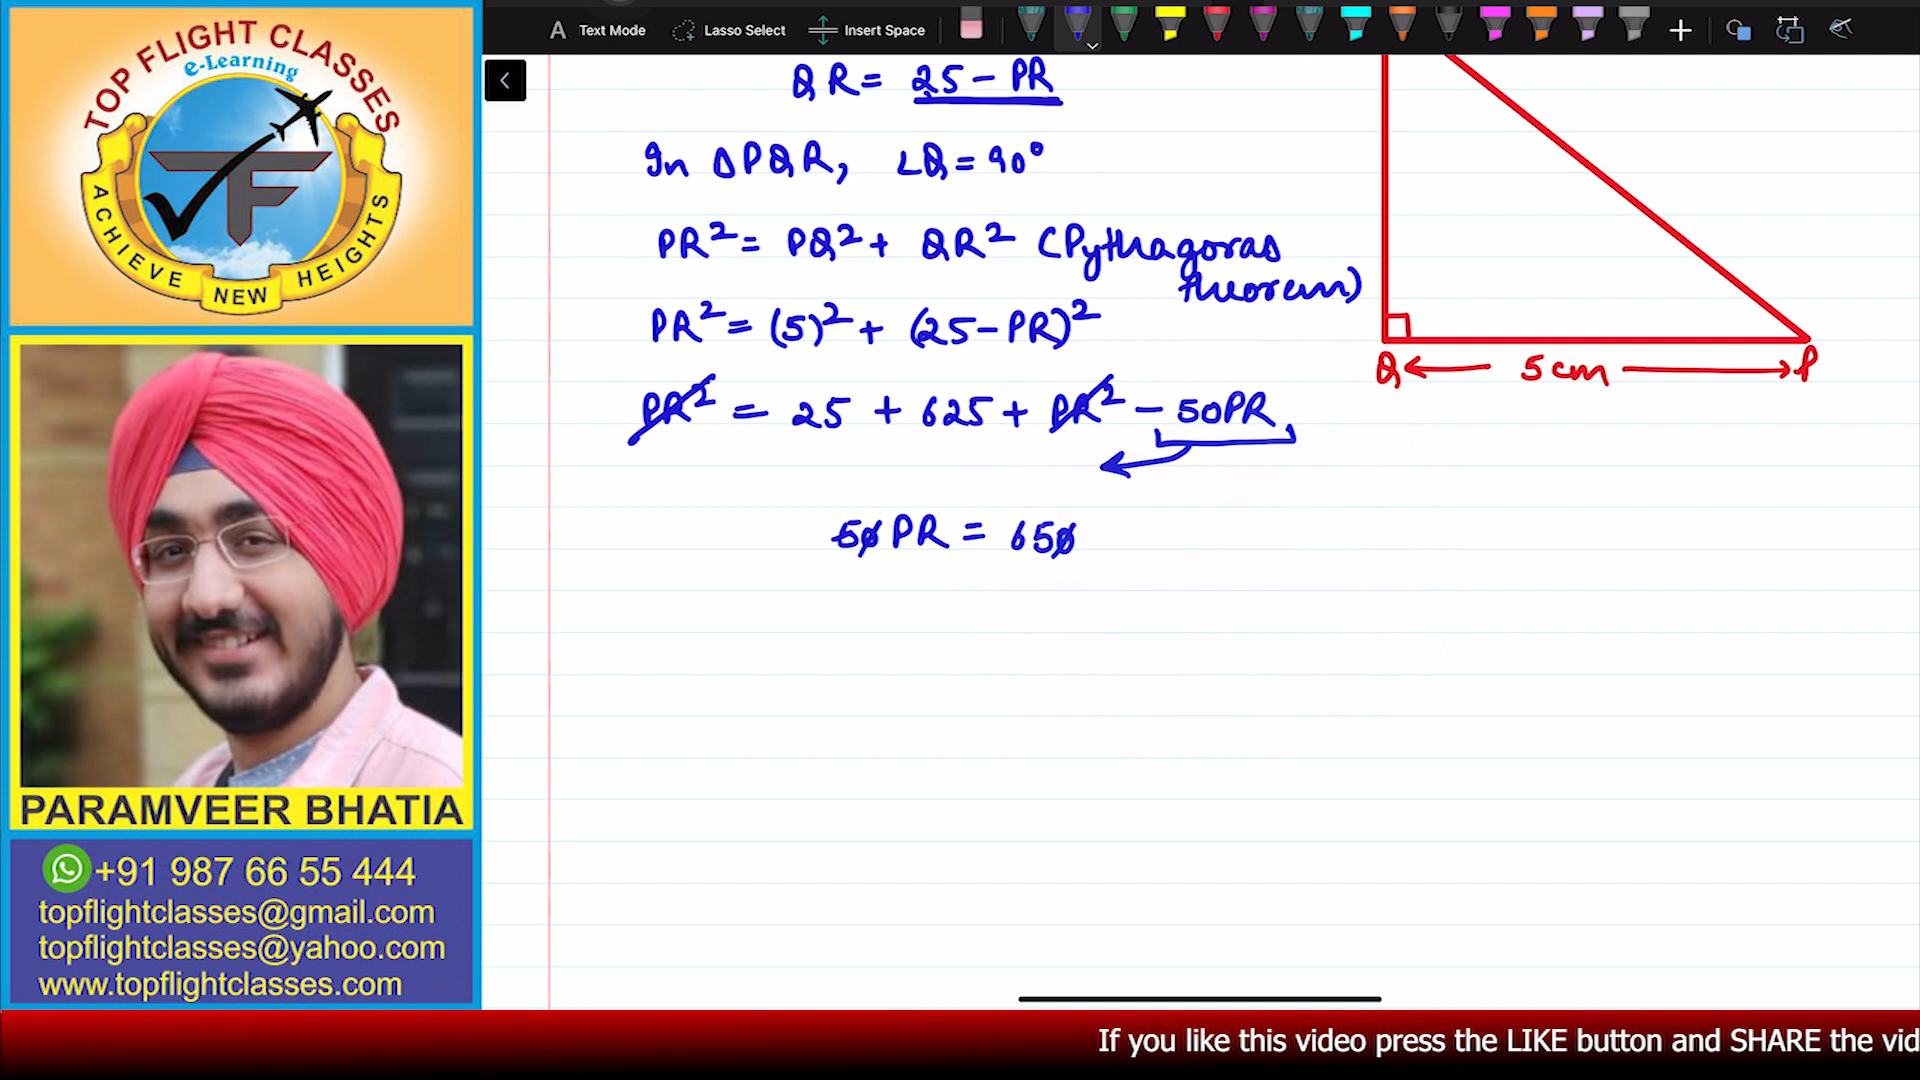 TOP FLIGHT CLASSES
e-Learning
TF
ACHIEVE NEW HEIGHTS
PARAMVEER BHATIA
+91 987 66 55 444
topflightclasses@gmail.com
topflightclasses@yahoo.com
www.topflightclasses.com
A Text Mode Lasso Select Insert Space
QR = 25 - PR
In ΔPQR, ∠Q = 90°
PR² = PQ² + QR² (Pythagoras
theorem)
PR² = (5)² + (25-PR)²
PR² = 25 + 625 + PR² - 50PR
50PR = 650
Q 5cm P
If you like this video press the LIKE button and SHARE the vid